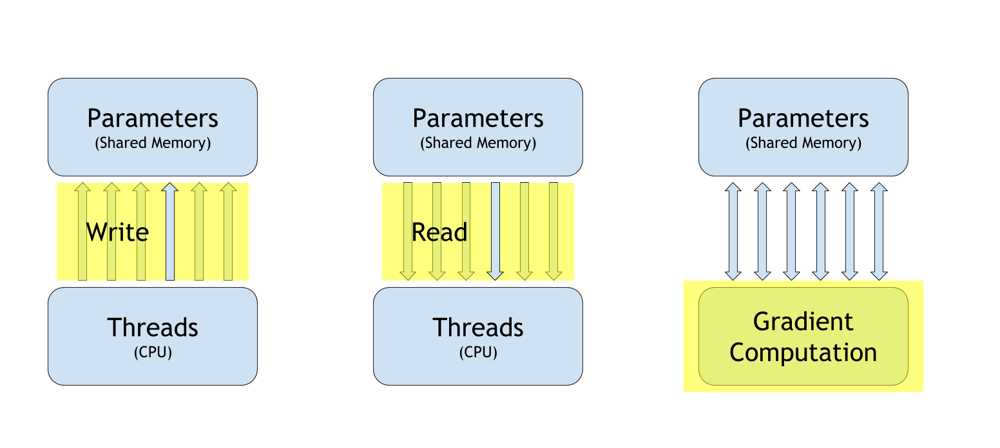 Parameters
(Shared Memory)
Write
Threads
(CPU)
Parameters
(Shared Memory)
Read
Threads
(CPU)
Parameters
(Shared Memory)
Gradient
Computation